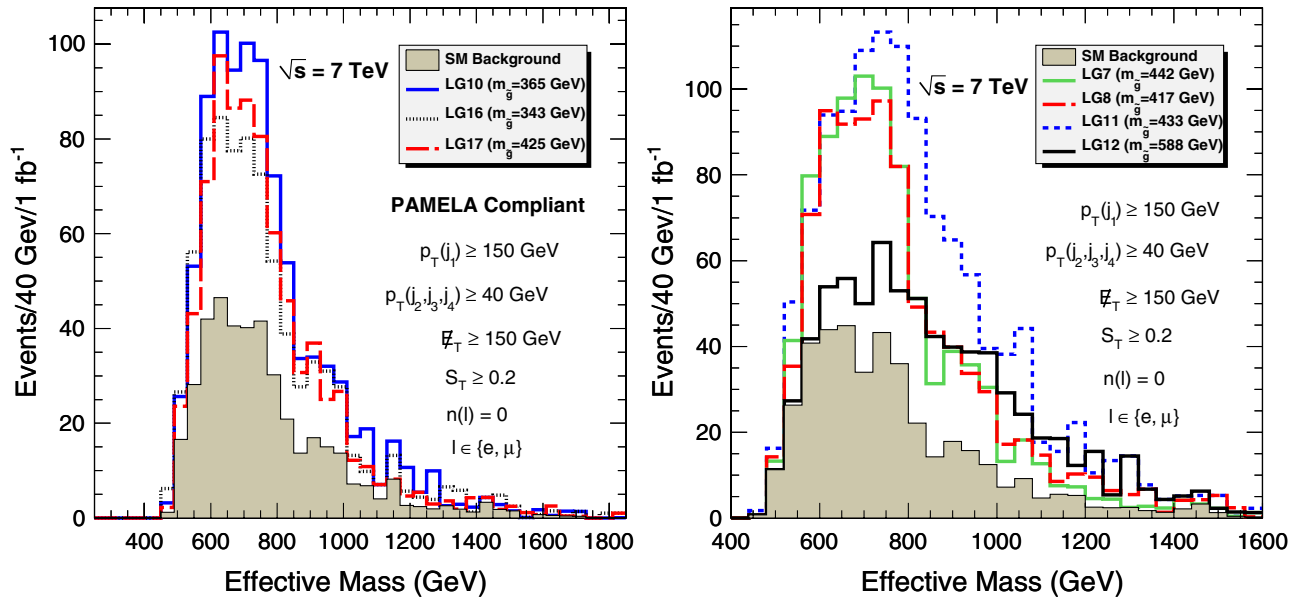 Events/40 Gev/1 fb⁻¹
100
80
60
40
20
0
400 600 800 1000 1200 1400 1600 1800
Effective Mass (GeV)
√s = 7 TeV
SM Background
LG10 (m_g̃=365 GeV)
LG16 (m_g̃=343 GeV)
LG17 (m_g̃=425 GeV)
PAMELA Compliant
p_T(j_1) ≥ 150 GeV
p_T(j_2,j_3,j_4) ≥ 40 GeV
E̸_T ≥ 150 GeV
S_T ≥ 0.2
n(l) = 0
l ∈ {e, μ}
Events/40 Gev/1 fb⁻¹
100
80
60
40
20
0
400 600 800 1000 1200 1400 1600
Effective Mass (GeV)
√s = 7 TeV
SM Background
LG7 (m_g̃=442 GeV)
LG8 (m_g̃=417 GeV)
LG11 (m_g̃=433 GeV)
LG12 (m_g̃=588 GeV)
p_T(j_1) ≥ 150 GeV
p_T(j_2,j_3,j_4) ≥ 40 GeV
E̸_T ≥ 150 GeV
S_T ≥ 0.2
n(l) = 0
l ∈ {e, μ}